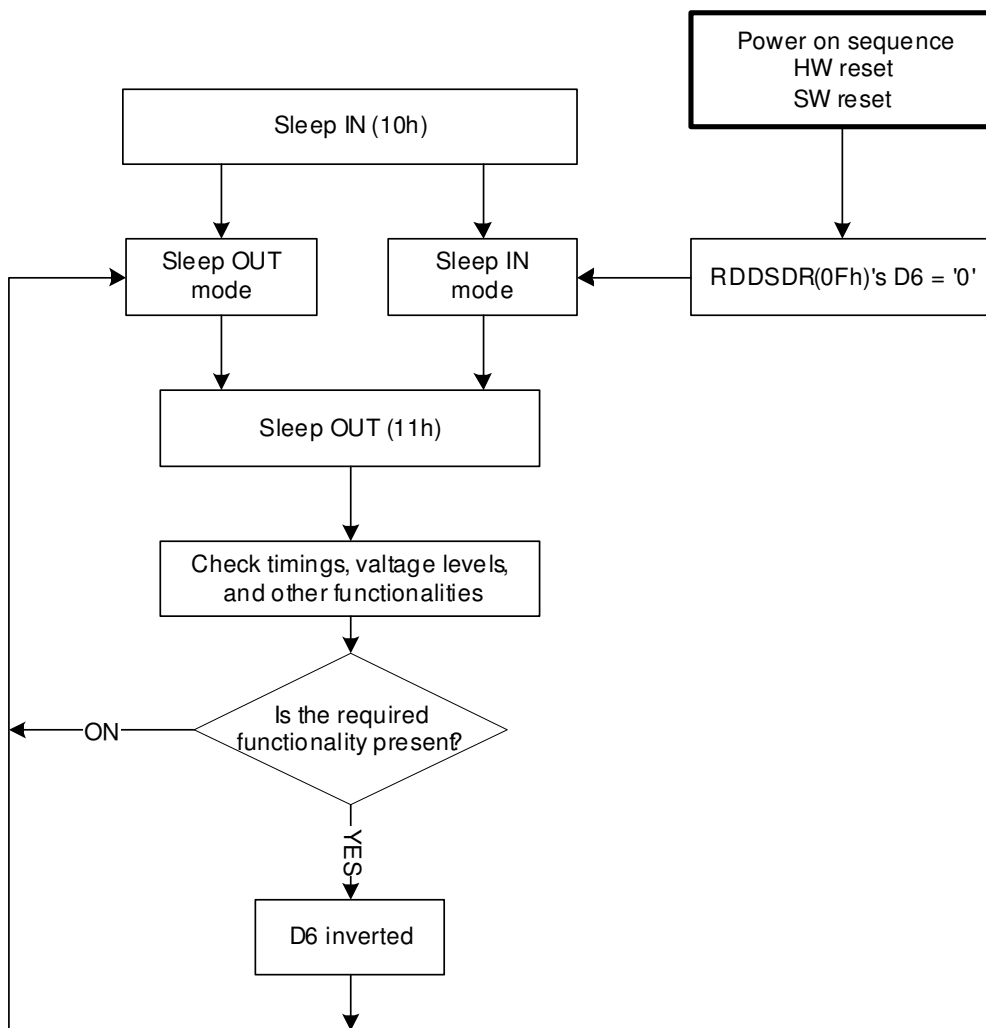 Power on sequence
HW reset
SW reset
Sleep IN (10h)
Sleep OUT
mode
Sleep IN
mode
RDDSDR(0Fh)'s D6 = '0'
Sleep OUT (11h)
Check timings, valtage levels,
and other functionalities
Is the required
functionality present?
ON
YES
D6 inverted